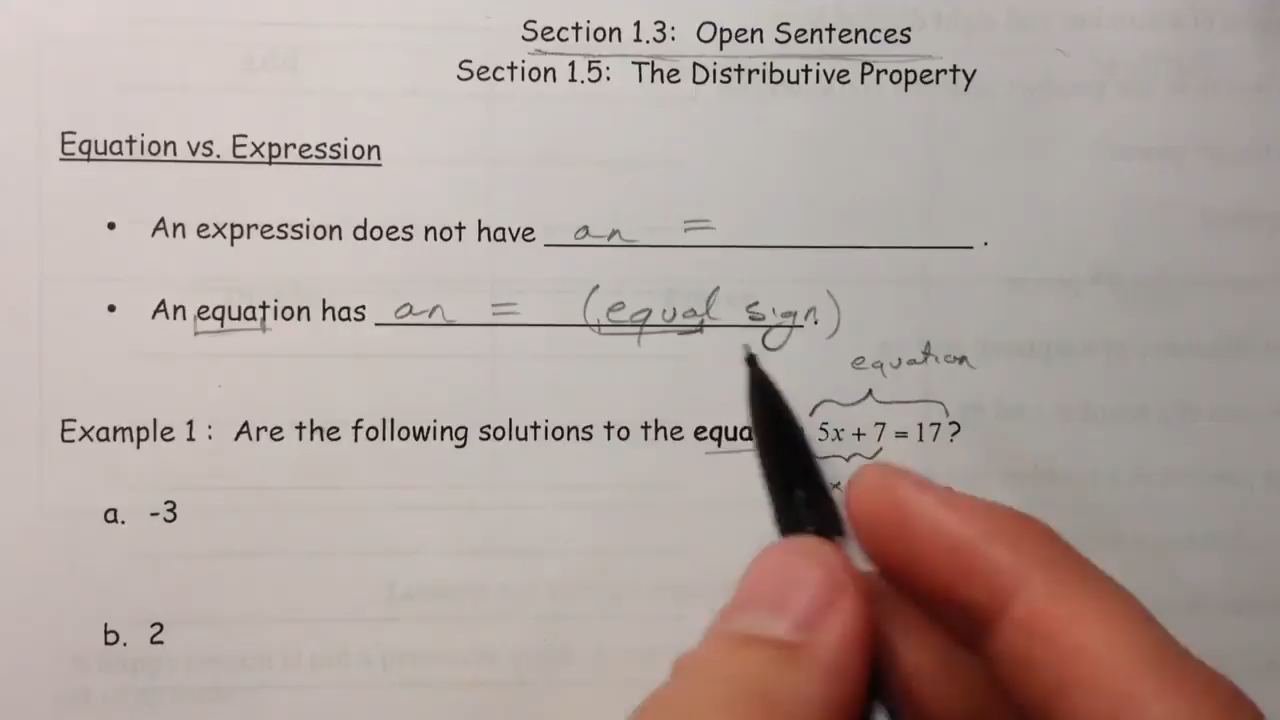 Section 1.3: Open Sentences
Section 1.5: The Distributive Property
Equation vs. Expression
• An expression does not have an = .
• An equation has an = (equal sign)
equation
Example 1 : Are the following solutions to the 5x + 7 = 17?
a. -3
b. 2